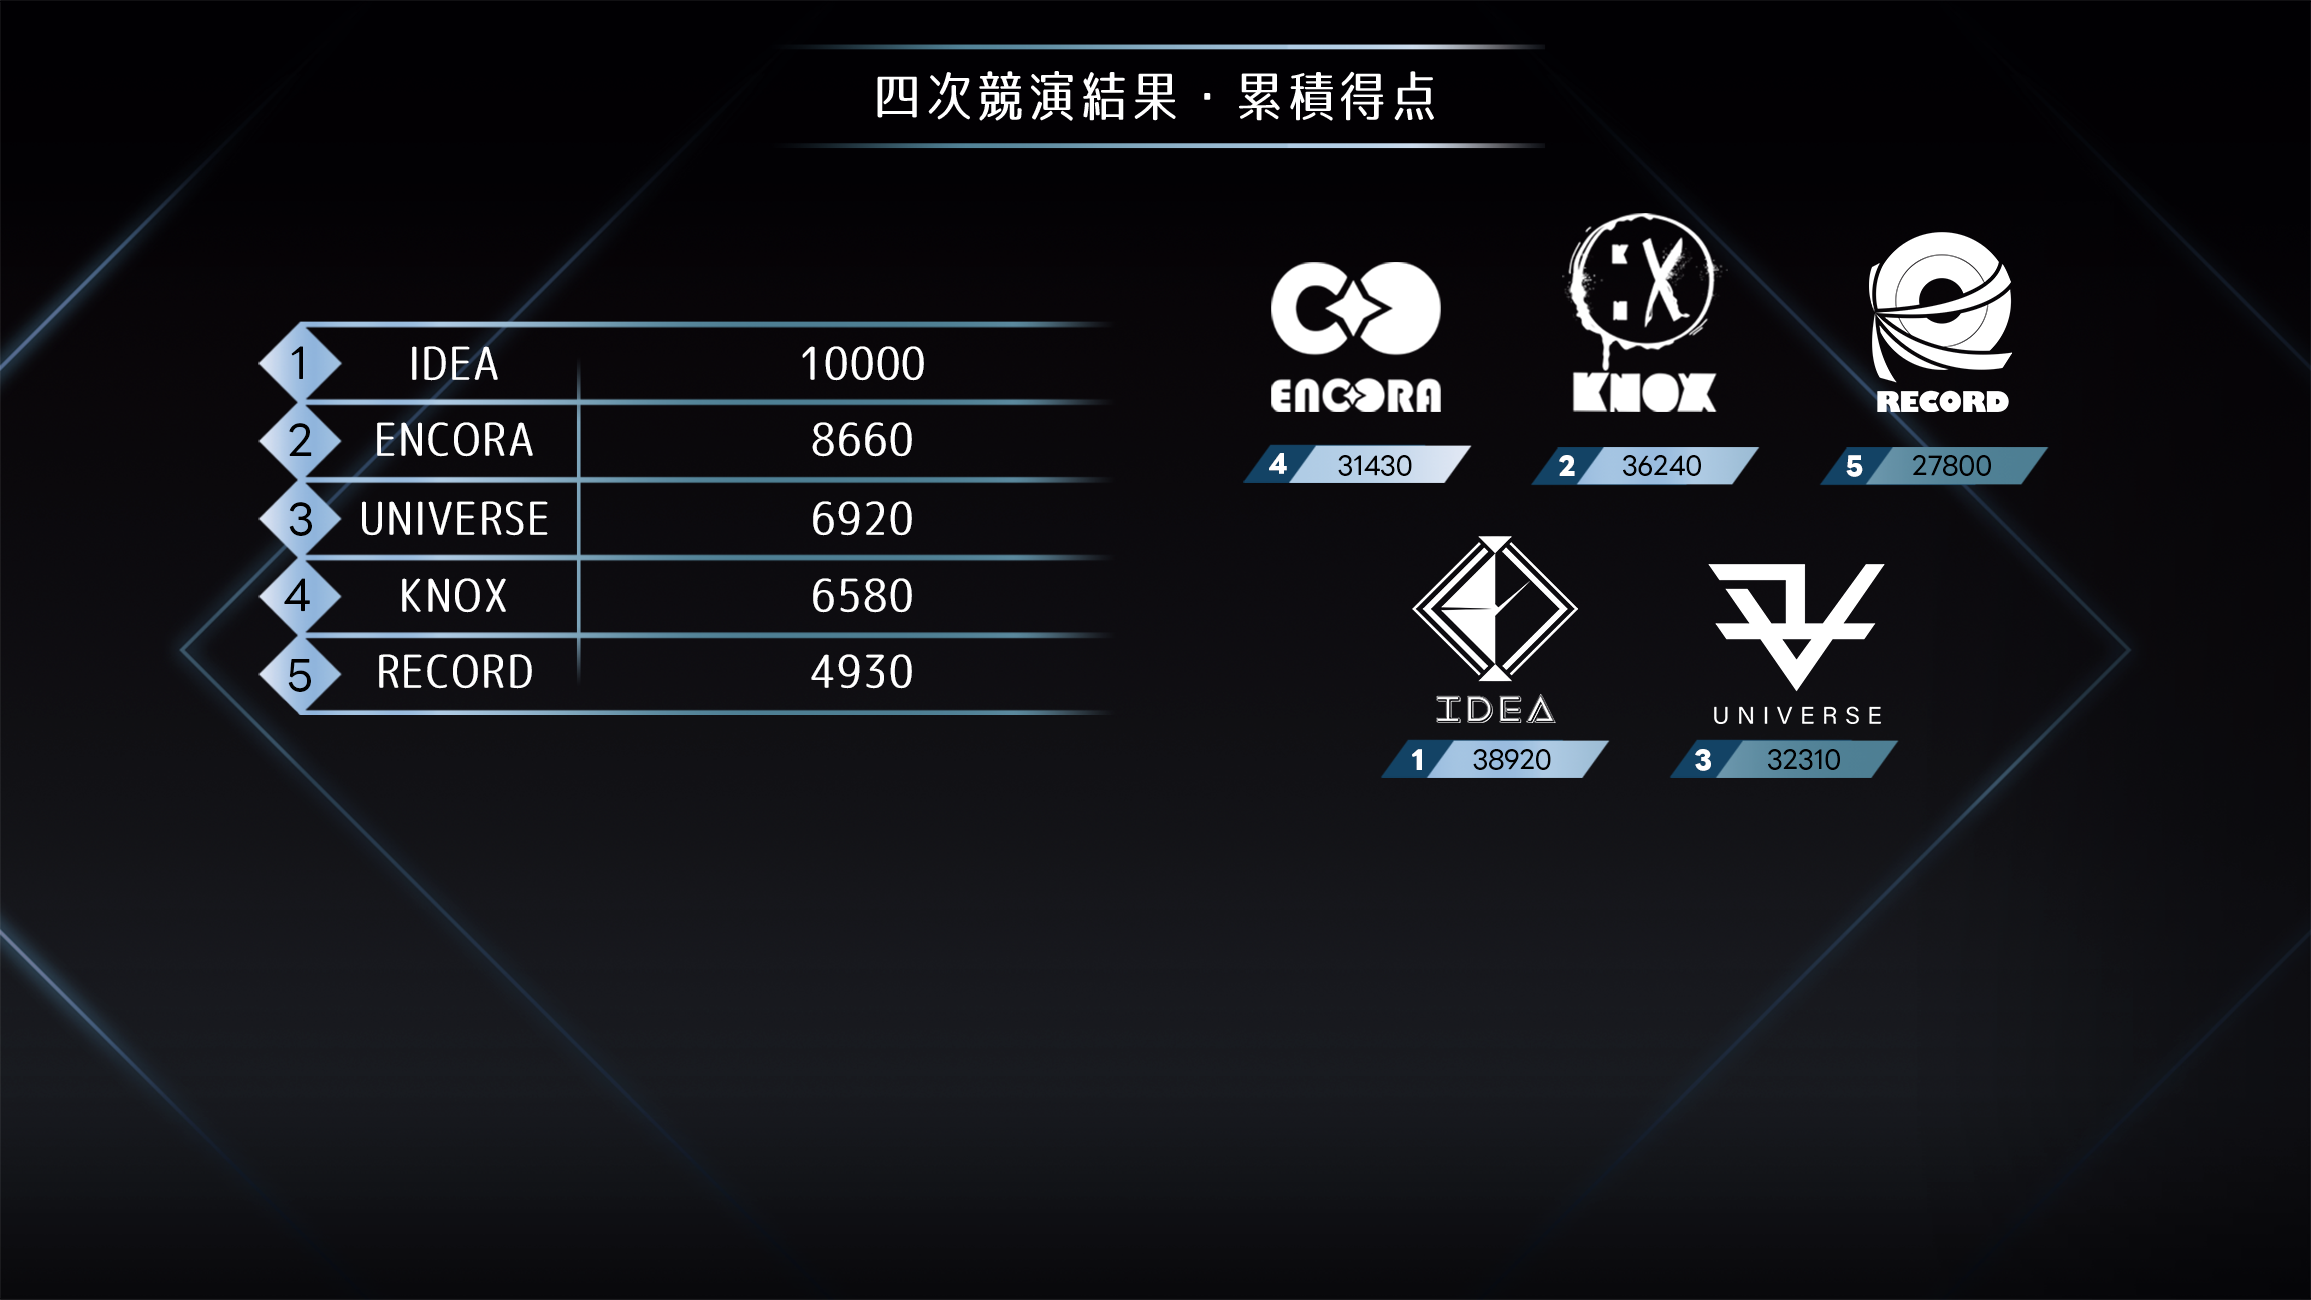 四次競演結果・累積得点
1 IDEA 10000
2 ENCORA 8660
3 UNIVERSE 6920
4 KNOX 6580
5 RECORD 4930
ENCORA
4 31430
KNOX
2 36240
RECORD
5 27800
IDEA
1 38920
UNIVERSE
3 32310